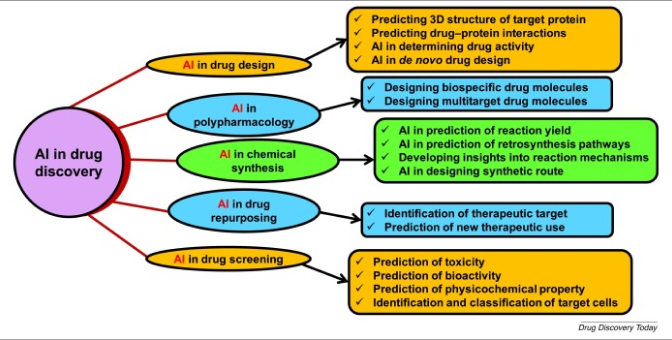 AI in drug
discovery
AI in drug design
Predicting 3D structure of target protein
Predicting drug–protein interactions
AI in determining drug activity
AI in de novo drug design
AI in
polypharmacology
Designing biospecific drug molecules
Designing multitarget drug molecules
AI in chemical
synthesis
AI in prediction of reaction yield
AI in prediction of retrosynthesis pathways
Developing insights into reaction mechanisms
AI in designing synthetic route
AI in drug
repurposing
Identification of therapeutic target
Prediction of new therapeutic use
AI in drug screening
Prediction of toxicity
Prediction of bioactivity
Prediction of physicochemical property
Identification and classification of target cells
Drug Discovery Today